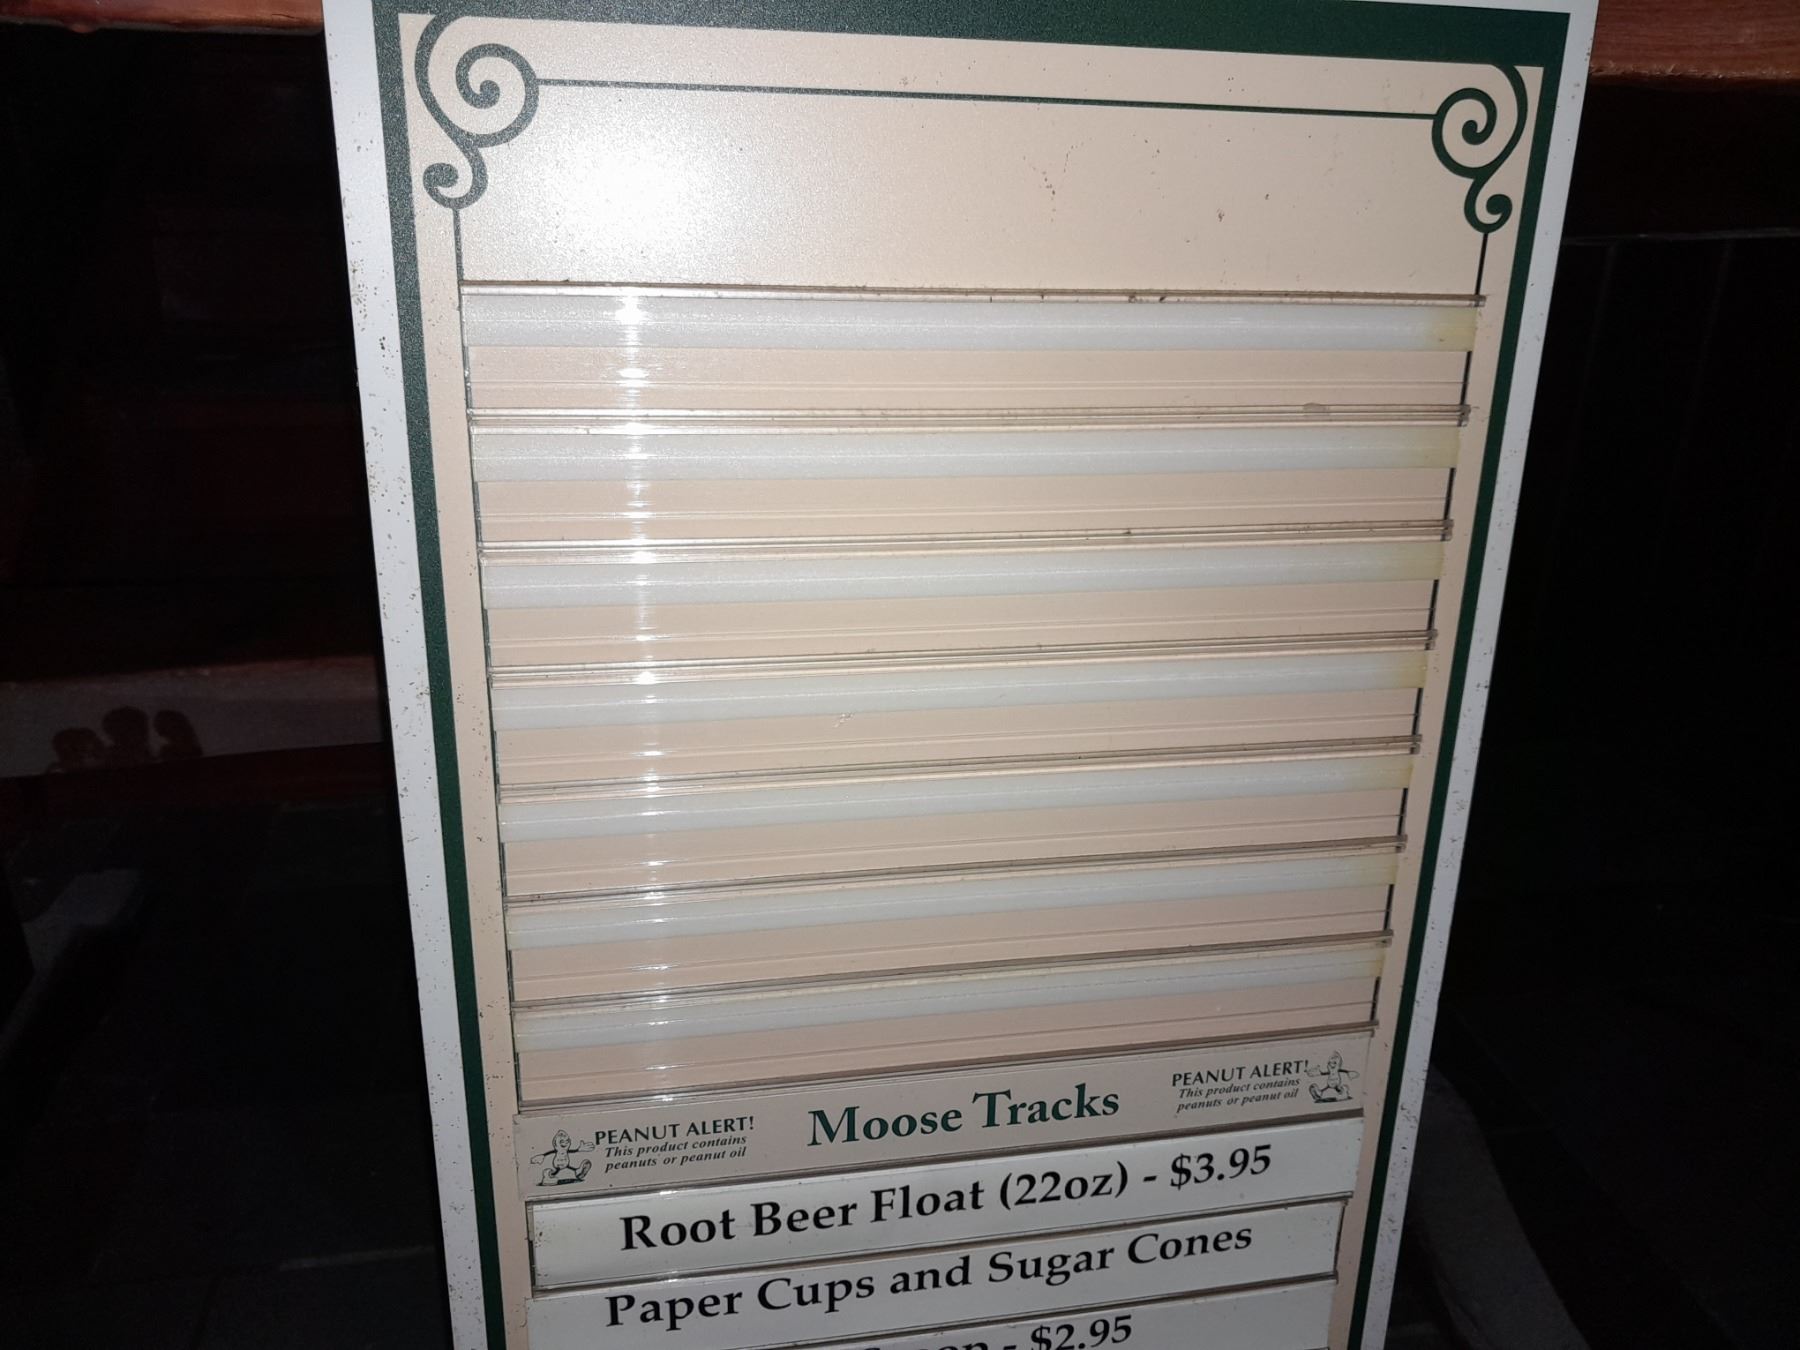 PEANUT ALERT!
This product contains
peanuts or peanut oil
Moose Tracks
PEANUT ALERT!
This product contains
peanuts or peanut oil
Root Beer Float (22oz) - $3.95
Paper Cups and Sugar Cones
- $2.95